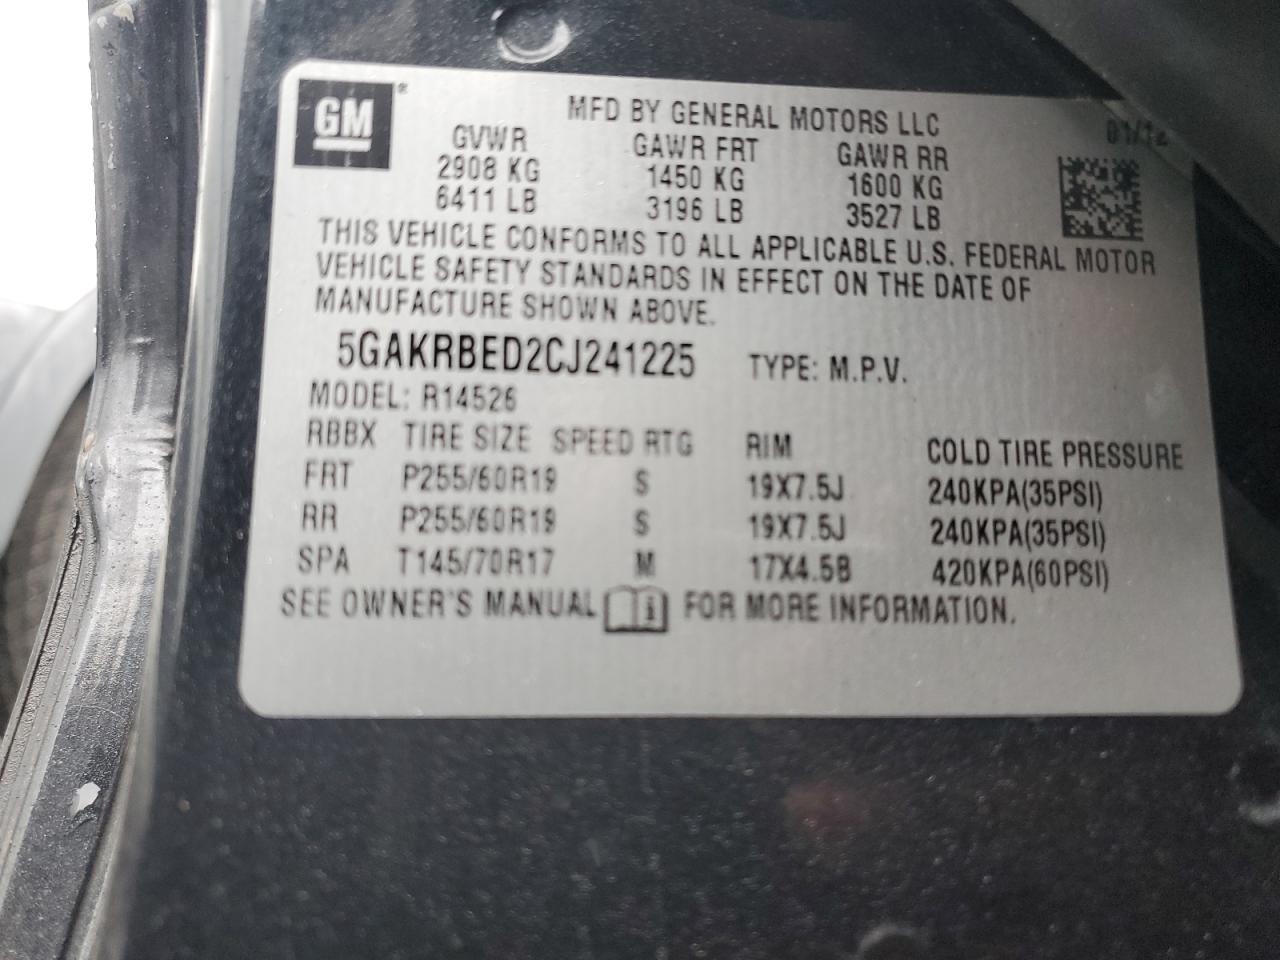 GM®
MFD BY GENERAL MOTORS LLC 01/12
GVWR GAWR FRT GAWR RR
2908 KG 1450 KG 1600 KG
6411 LB 3196 LB 3527 LB
THIS VEHICLE CONFORMS TO ALL APPLICABLE U.S. FEDERAL MOTOR
VEHICLE SAFETY STANDARDS IN EFFECT ON THE DATE OF
MANUFACTURE SHOWN ABOVE.
5GAKRBED2CJ241225 TYPE: M.P.V.
MODEL: R14526
RBBX TIRE SIZE SPEED RTG RIM COLD TIRE PRESSURE
FRT P255/60R19 S 19X7.5J 240KPA(35PSI)
RR P255/60R19 S 19X7.5J 240KPA(35PSI)
SPA T145/70R17 M 17X4.5B 420KPA(60PSI)
SEE OWNER'S MANUAL i FOR MORE INFORMATION.